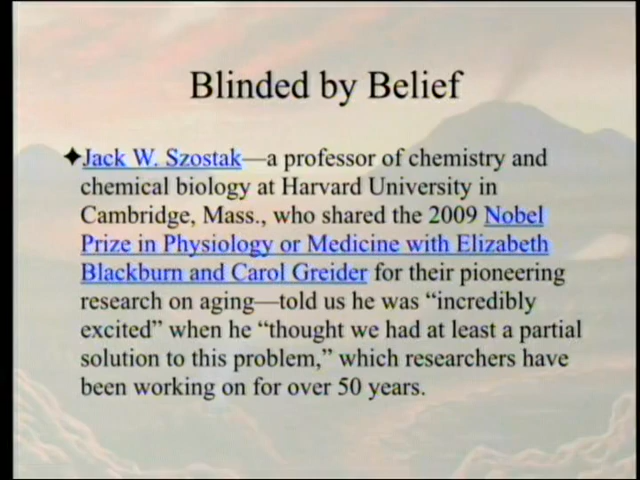 Blinded by Belief
✦Jack W. Szostak—a professor of chemistry and
chemical biology at Harvard University in
Cambridge, Mass., who shared the 2009 Nobel
Prize in Physiology or Medicine with Elizabeth
Blackburn and Carol Greider for their pioneering
research on aging—told us he was “incredibly
excited” when he “thought we had at least a partial
solution to this problem,” which researchers have
been working on for over 50 years.